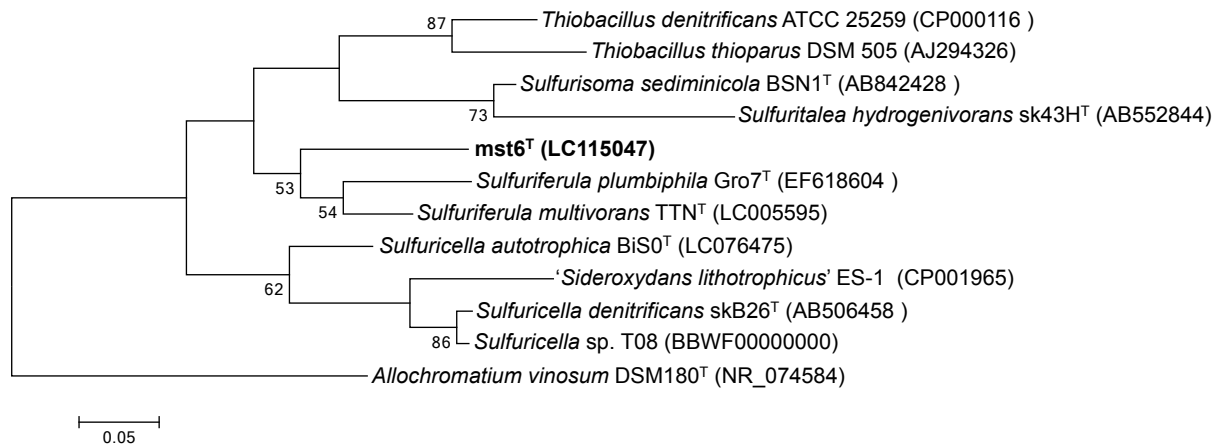 87
Thiobacillus denitrificans ATCC 25259 (CP000116 )
Thiobacillus thioparus DSM 505 (AJ294326)
Sulfurisoma sediminicola BSN1ᵀ (AB842428 )
73
Sulfuritalea hydrogenivorans sk43Hᵀ (AB552844)
mst6ᵀ (LC115047)
53
Sulfuriferula plumbiphila Gro7ᵀ (EF618604 )
54
Sulfuriferula multivorans TTNᵀ (LC005595)
Sulfuricella autotrophica BiS0ᵀ (LC076475)
62
'Sideroxydans lithotrophicus' ES-1 (CP001965)
Sulfuricella denitrificans skB26ᵀ (AB506458 )
86
Sulfuricella sp. T08 (BBWF00000000)
Allochromatium vinosum DSM180ᵀ (NR_074584)
0.05